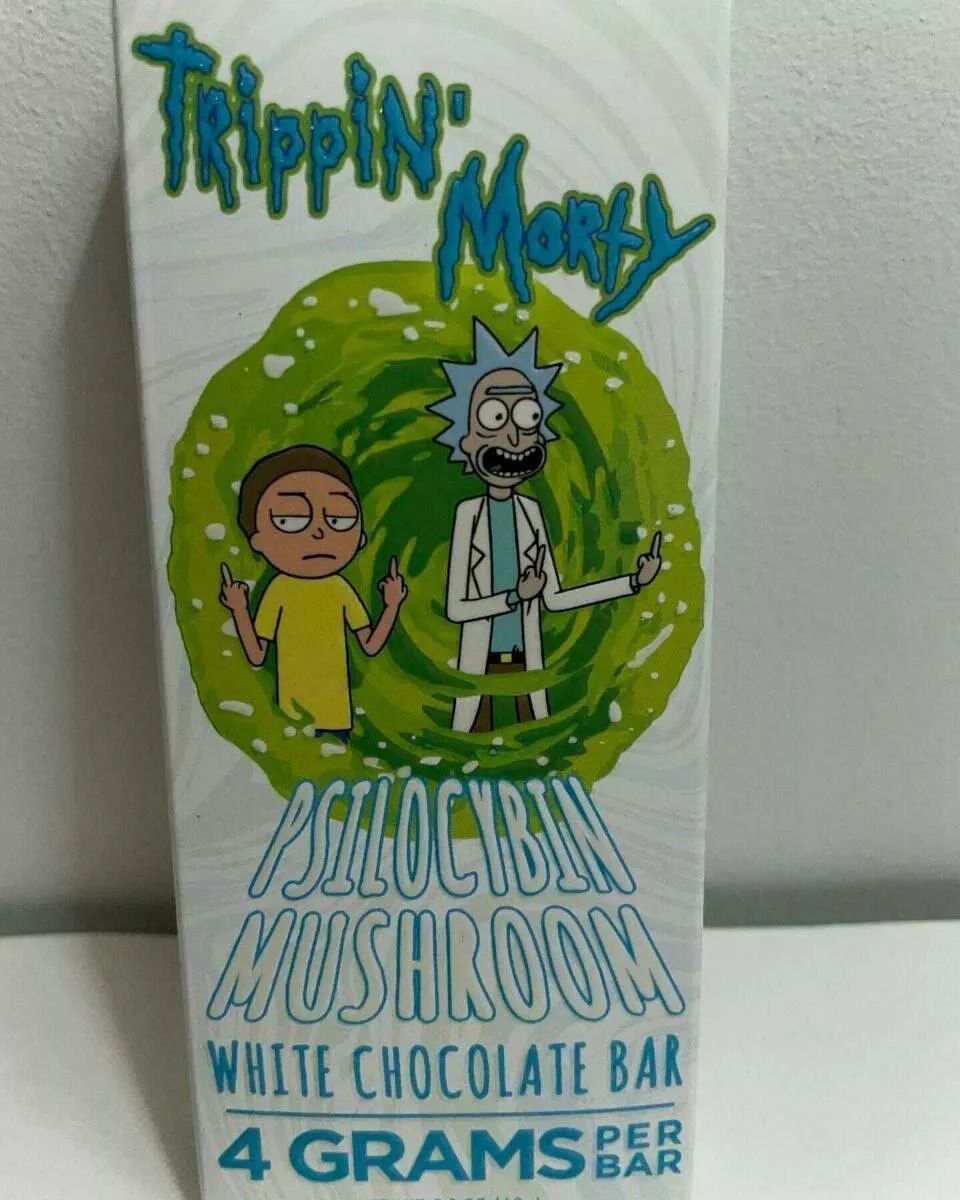 Trippin'
Morty
PSILOCYBIN
MUSHROOM
WHITE CHOCOLATE BAR
4 GRAMS PER BAR